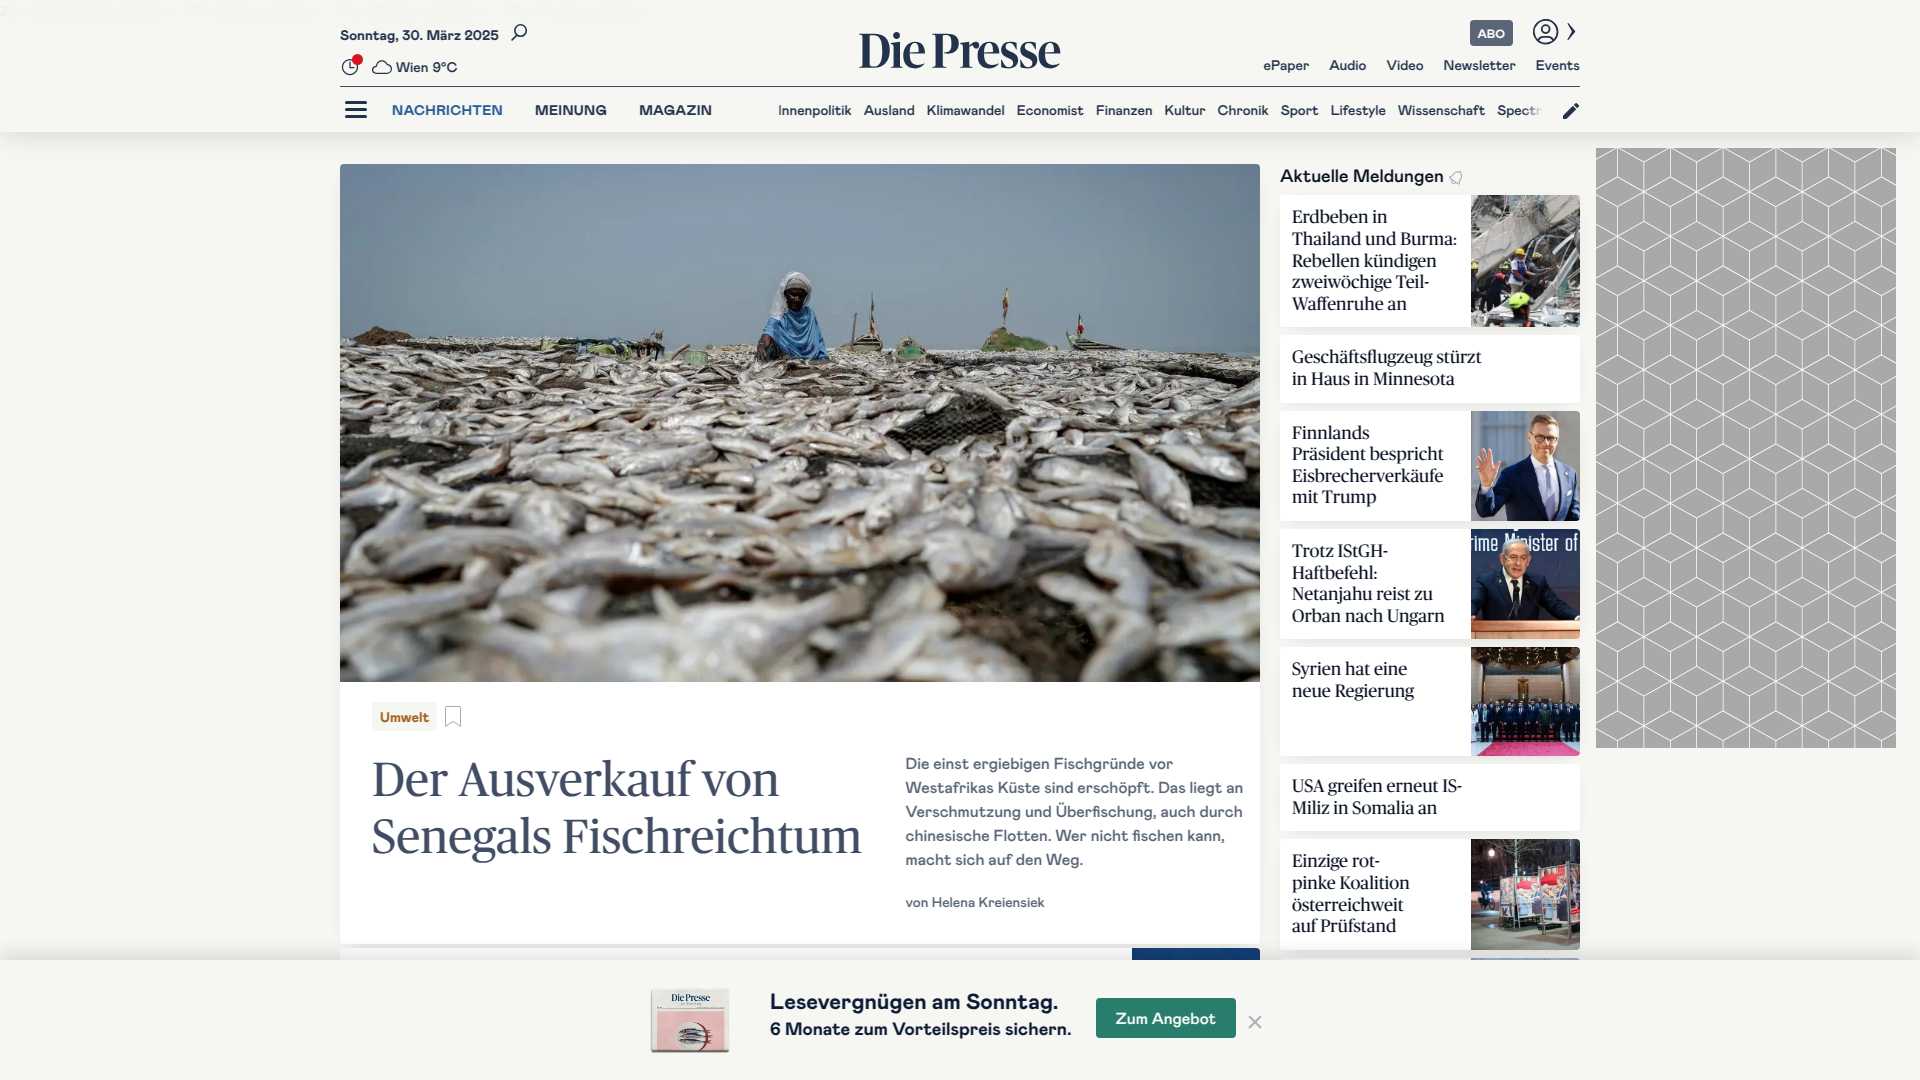 Sonntag, 30. März 2025
Wien 9°C
Die Presse
ABO
ePaper Audio Video Newsletter Events
NACHRICHTEN MEINUNG MAGAZIN
Innenpolitik Ausland Klimawandel Economist Finanzen Kultur Chronik Sport Lifestyle Wissenschaft Spectr
Umwelt
Der Ausverkauf von
Senegals Fischreichtum
Die einst ergiebigen Fischgründe vor
Westafrikas Küste sind erschöpft. Das liegt an
Verschmutzung und Überfischung, auch durch
chinesische Flotten. Wer nicht fischen kann,
macht sich auf den Weg.
von Helena Kreiensiek
Aktuelle Meldungen
Erdbeben in
Thailand und Burma:
Rebellen kündigen
zweiwöchige Teil-
Waffenruhe an
Geschäftsflugzeug stürzt
in Haus in Minnesota
Finnlands
Präsident bespricht
Eisbrecherverkäufe
mit Trump
Trotz IStGH-
Haftbefehl:
Netanjahu reist zu
Orban nach Ungarn
rime Minister of
Syrien hat eine
neue Regierung
USA greifen erneut IS-
Miliz in Somalia an
Einzige rot-
pinke Koalition
österreichweit
auf Prüfstand
Die Presse
Lesevergnügen am Sonntag.
6 Monate zum Vorteilspreis sichern.
Zum Angebot